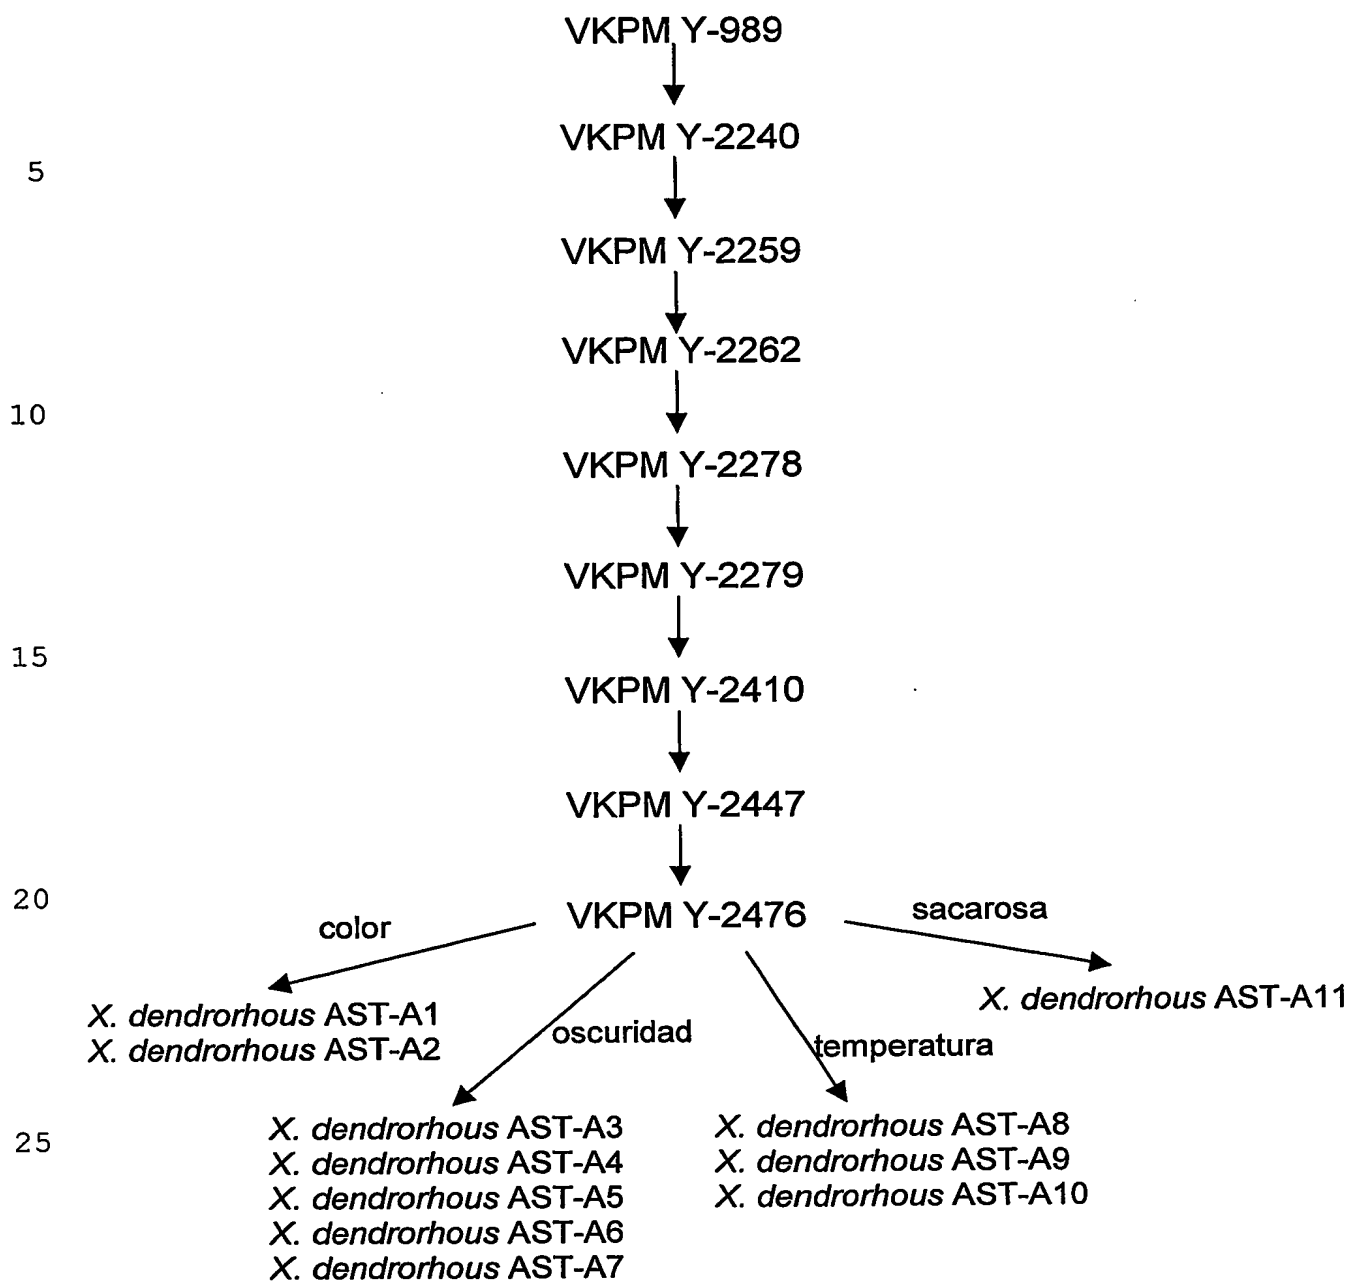 VKPM Y-989
VKPM Y-2240
5
VKPM Y-2259
VKPM Y-2262
10
VKPM Y-2278
VKPM Y-2279
15
VKPM Y-2410
VKPM Y-2447
20
VKPM Y-2476
color
sacarosa
X. dendrorhous AST-A1
X. dendrorhous AST-A2
X. dendrorhous AST-A11
oscuridad
temperatura
25
X. dendrorhous AST-A3
X. dendrorhous AST-A4
X. dendrorhous AST-A5
X. dendrorhous AST-A6
X. dendrorhous AST-A7
X. dendrorhous AST-A8
X. dendrorhous AST-A9
X. dendrorhous AST-A10